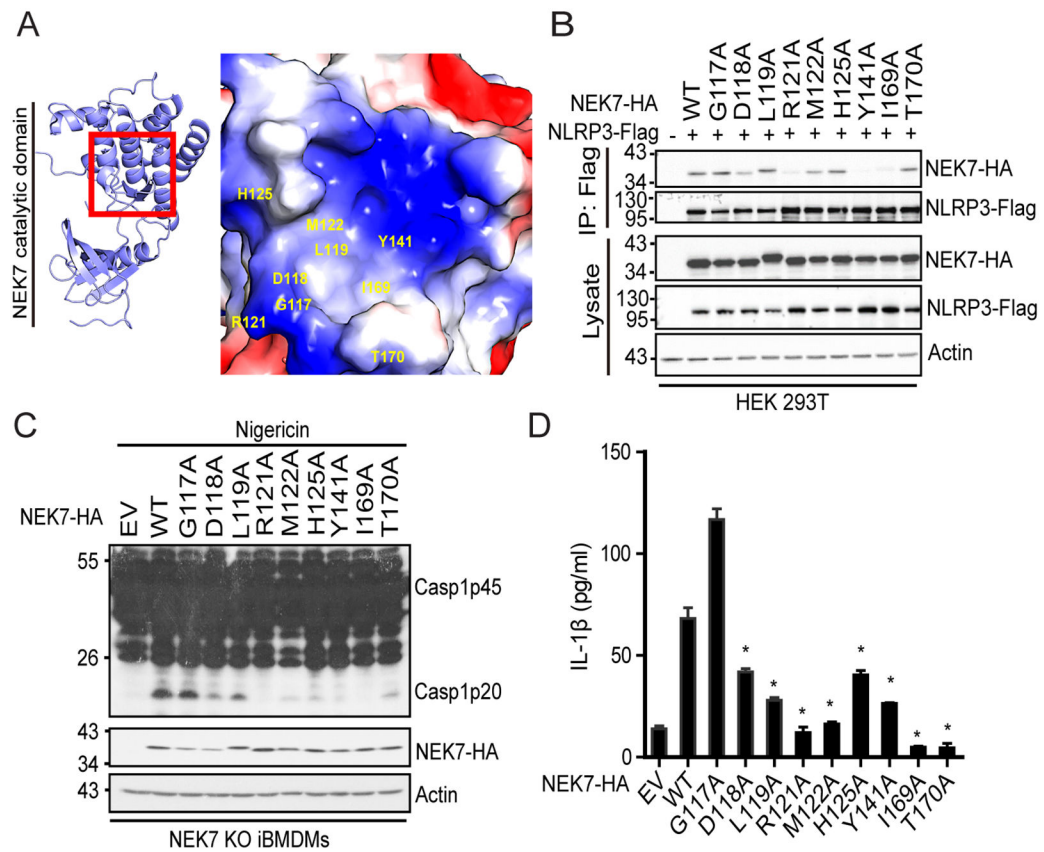 A
NEK7 catalytic domain
H125
M122
L119
Y141
D118
I169
G117
R121
T170
B
NEK7-HA WT G117A D118A L119A R121A M122A H125A Y141A I169A T170A
NLRP3-Flag - + + + + + + + + + +
IP: Flag
43
34
NEK7-HA
130
95
NLRP3-Flag
Lysate
43
34
NEK7-HA
130
95
NLRP3-Flag
43
Actin
HEK 293T
C
Nigericin
NEK7-HA EV WT G117A D118A L119A R121A M122A H125A Y141A I169A T170A
55
Casp1p45
26
Casp1p20
43
34
NEK7-HA
43
Actin
NEK7 KO iBMDMs
D
IL-1β (pg/ml)
150
100
50
0
* * * * * * * *
NEK7-HA EV WT G117A D118A L119A R121A M122A H125A Y141A I169A T170A